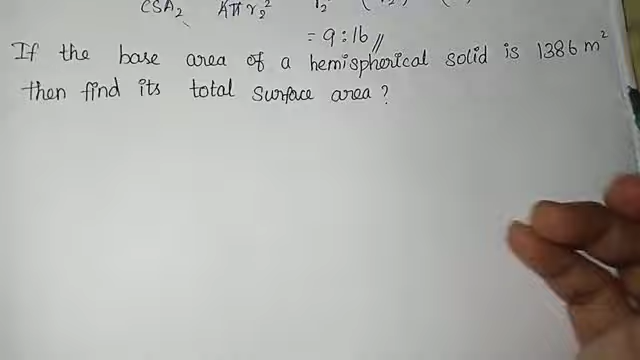 CSA₂
= 9:16 //
If the base area of a hemispherical solid is 1386 m²
then find its total surface area?